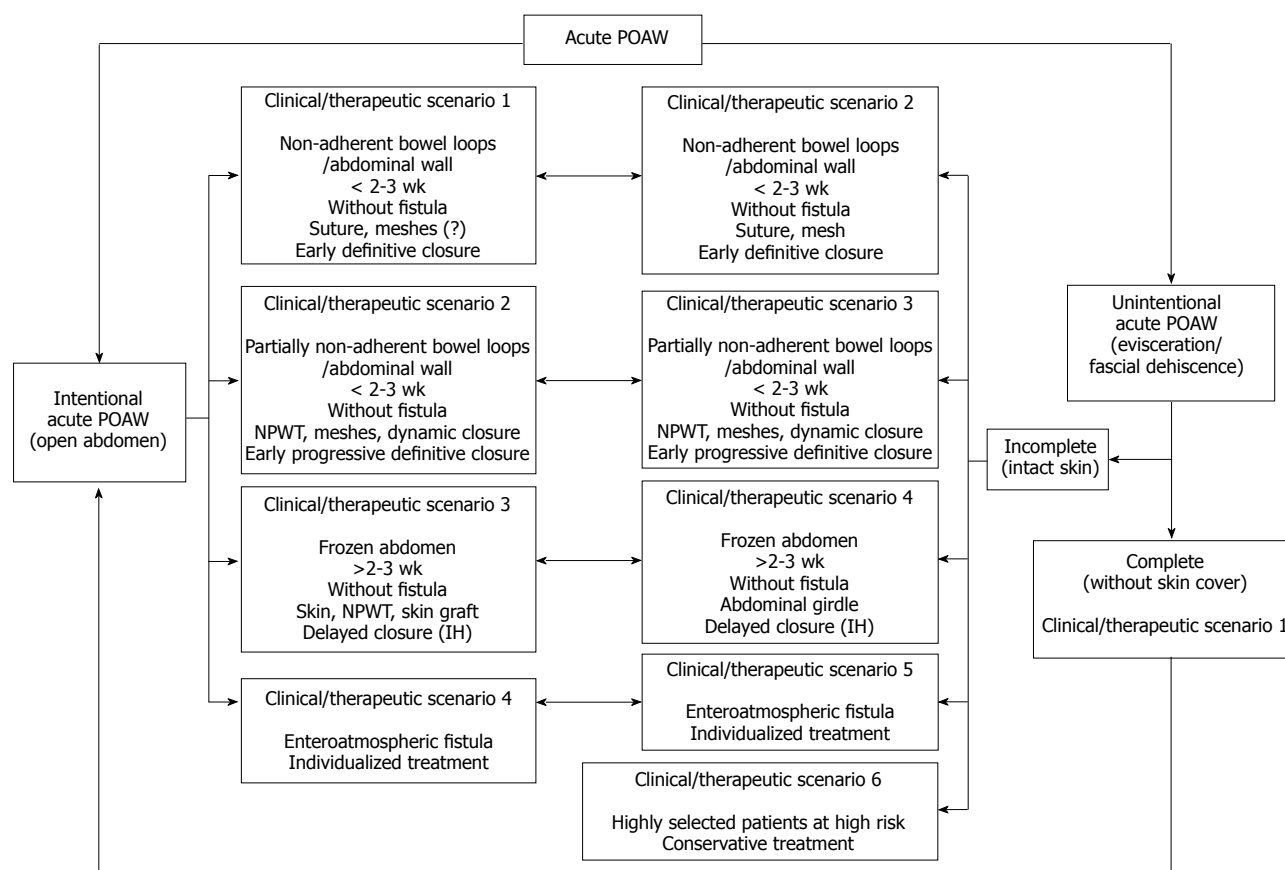 Acute POAW
Clinical/therapeutic scenario 1
Non-adherent bowel loops
/abdominal wall
< 2-3 wk
Without fistula
Suture, meshes (?)
Early definitive closure
Clinical/therapeutic scenario 2
Non-adherent bowel loops
/abdominal wall
< 2-3 wk
Without fistula
Suture, mesh
Early definitive closure
Clinical/therapeutic scenario 2
Partially non-adherent bowel loops
/abdominal wall
< 2-3 wk
Without fistula
NPWT, meshes, dynamic closure
Early progressive definitive closure
Clinical/therapeutic scenario 3
Partially non-adherent bowel loops
/abdominal wall
< 2-3 wk
Without fistula
NPWT, meshes, dynamic closure
Early progressive definitive closure
Unintentional
acute POAW
(evisceration/
fascial dehiscence)
Intentional
acute POAW
(open abdomen)
Incomplete
(intact skin)
Clinical/therapeutic scenario 3
Frozen abdomen
>2-3 wk
Without fistula
Skin, NPWT, skin graft
Delayed closure (IH)
Clinical/therapeutic scenario 4
Frozen abdomen
>2-3 wk
Without fistula
Abdominal girdle
Delayed closure (IH)
Complete
(without skin cover)
Clinical/therapeutic scenario 1
Clinical/therapeutic scenario 4
Enteroatmospheric fistula
Individualized treatment
Clinical/therapeutic scenario 5
Enteroatmospheric fistula
Individualized treatment
Clinical/therapeutic scenario 6
Highly selected patients at high risk
Conservative treatment